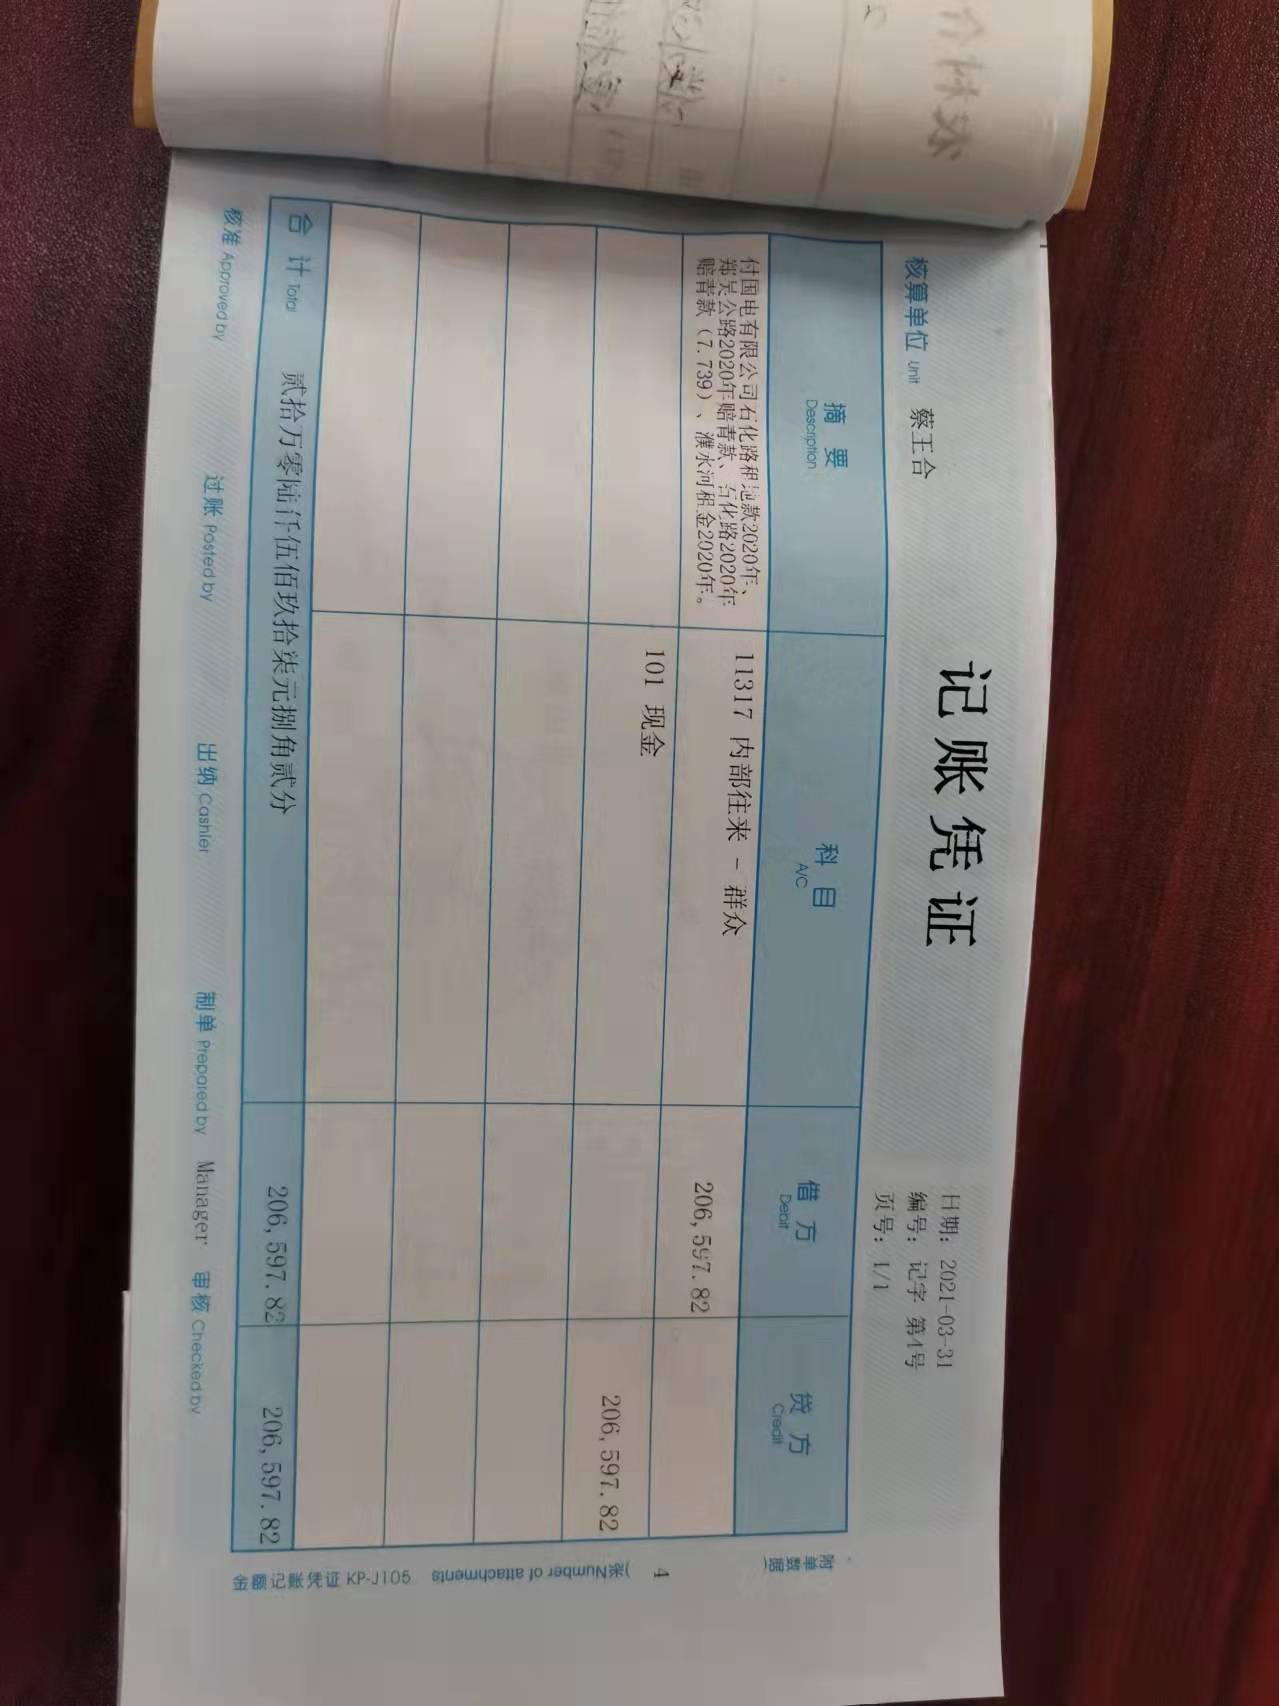 记账凭证
核算单位 Unit 蔡王合
日期: 2021-03-31
编号: 记字 第4号
页号: 1/1
摘要 Description 科目 A/C 借方 Debit 贷方 Credit
付国电有限公司石化路租地款2020年、
郑吴公路2020年赔青款、石化路2020年
赔青款(7.739)、濮水河租金2020年。
11317 内部往来 - 群众 206,597.82
101 现金 206,597.82
合计 Total 贰拾万零陆仟伍佰玖拾柒元捌角贰分 206,597.82 206,597.82
附单数据(
4
张Number of attachments)
金额记账凭证 KP-J105
核准 Approved by 过账 Posted by 出纳 Cashier 制单 Prepared by Manager 审核 Checked by